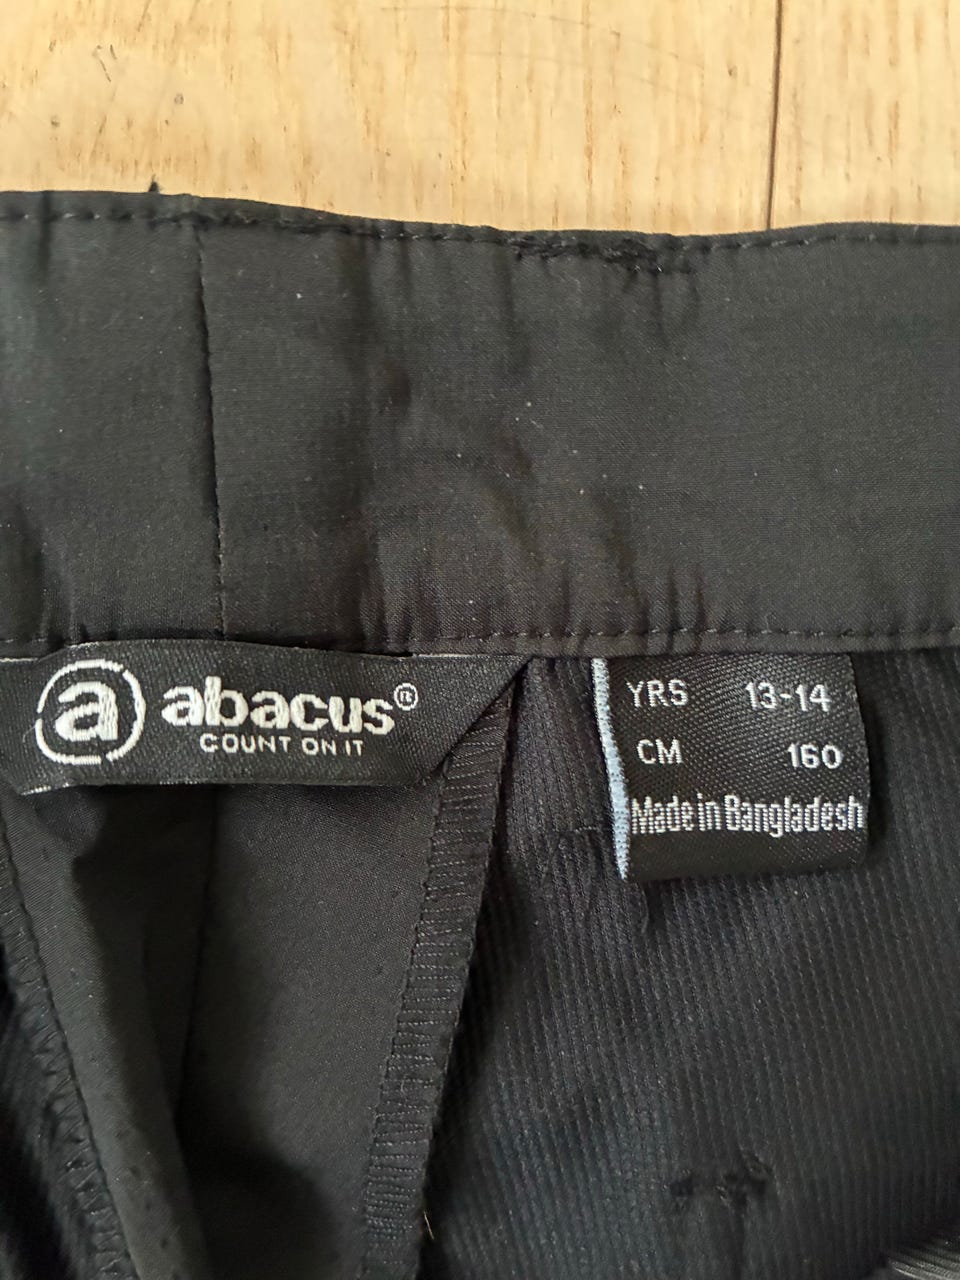 a abacus®
COUNT ON IT
YRS 13-14
CM 160
Made in Bangladesh